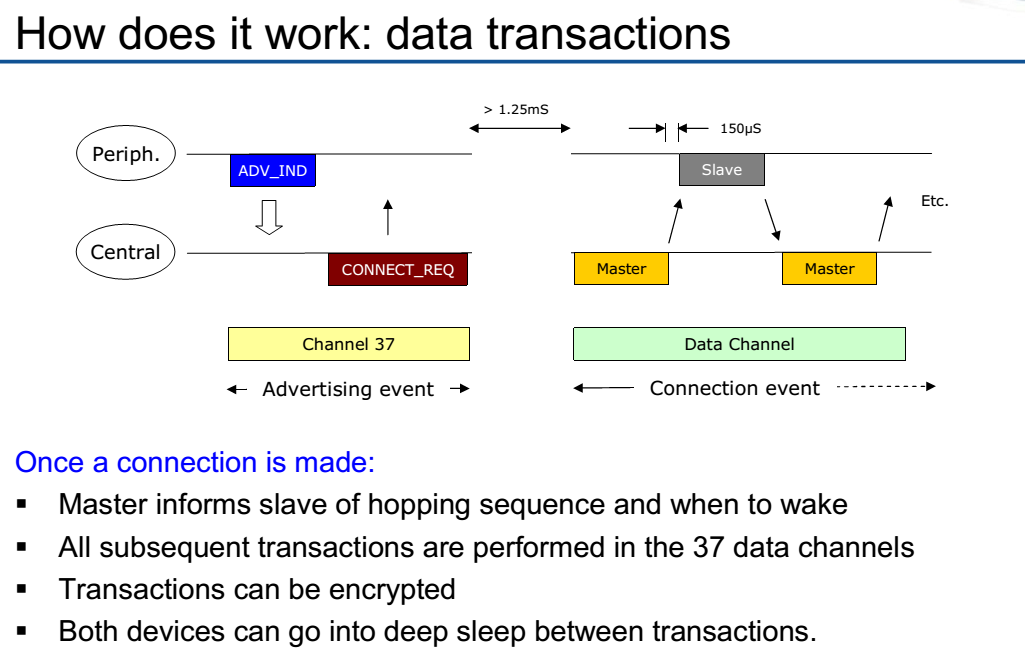 How does it work: data transactions
> 1.25mS
150µS
Periph.
ADV_IND
Slave
Etc.
Central
CONNECT_REQ
Master
Master
Channel 37
Data Channel
Advertising event
Connection event
Once a connection is made:
▪ Master informs slave of hopping sequence and when to wake
▪ All subsequent transactions are performed in the 37 data channels
▪ Transactions can be encrypted
▪ Both devices can go into deep sleep between transactions.